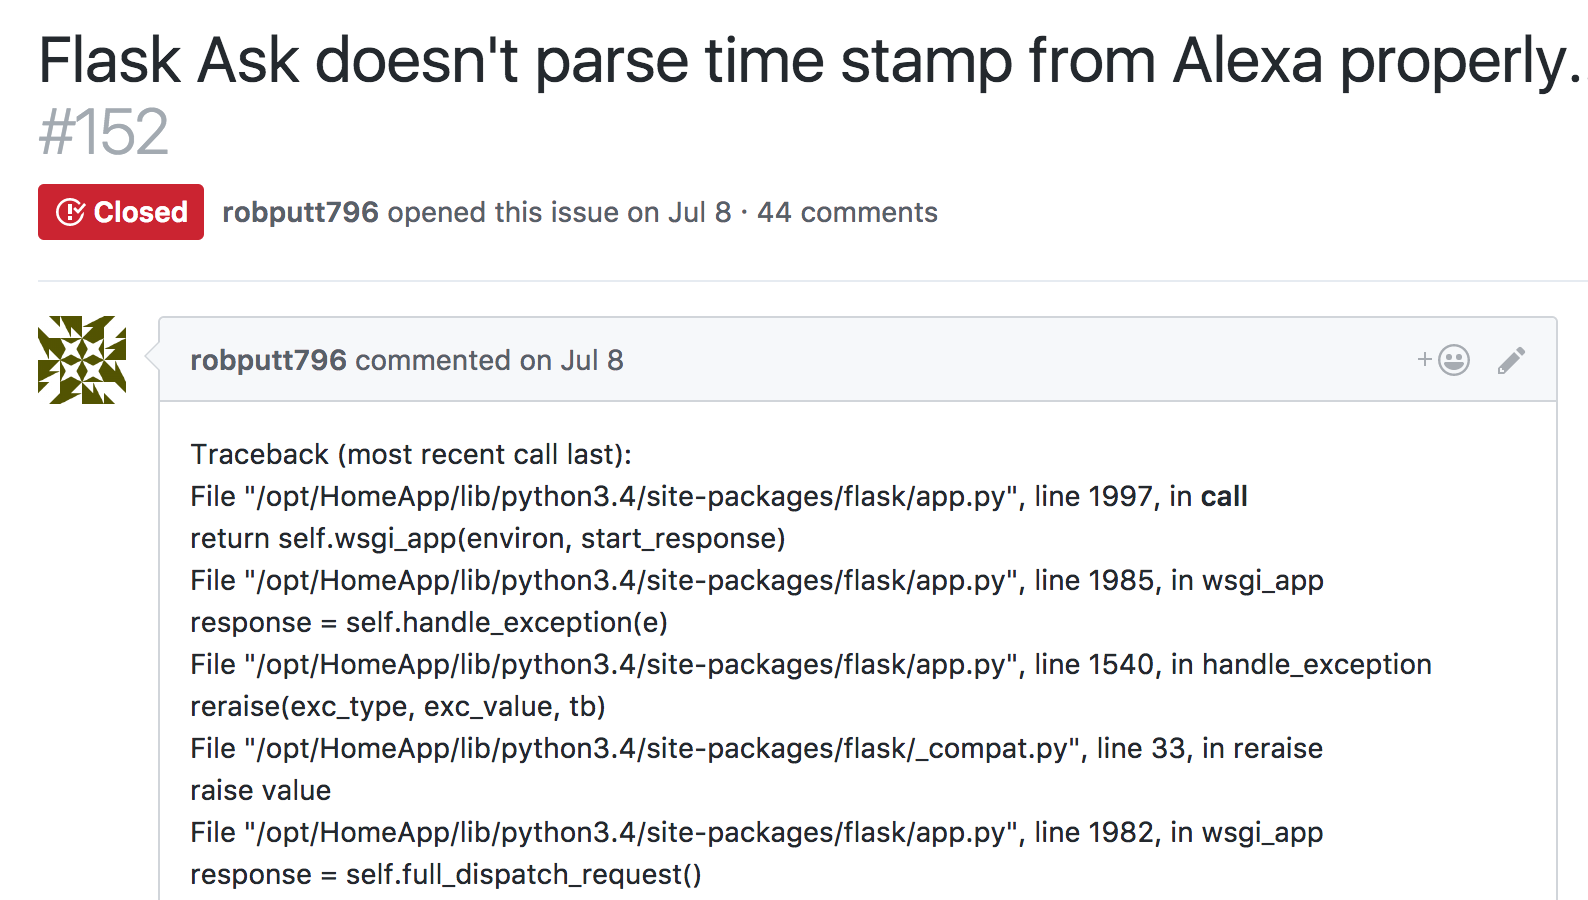 Flask Ask doesn't parse time stamp from Alexa properly..
#152
Closed robputt796 opened this issue on Jul 8 · 44 comments
robputt796 commented on Jul 8
Traceback (most recent call last):
File "/opt/HomeApp/lib/python3.4/site-packages/flask/app.py", line 1997, in call
return self.wsgi_app(environ, start_response)
File "/opt/HomeApp/lib/python3.4/site-packages/flask/app.py", line 1985, in wsgi_app
response = self.handle_exception(e)
File "/opt/HomeApp/lib/python3.4/site-packages/flask/app.py", line 1540, in handle_exception
reraise(exc_type, exc_value, tb)
File "/opt/HomeApp/lib/python3.4/site-packages/flask/_compat.py", line 33, in reraise
raise value
File "/opt/HomeApp/lib/python3.4/site-packages/flask/app.py", line 1982, in wsgi_app
response = self.full_dispatch_request()